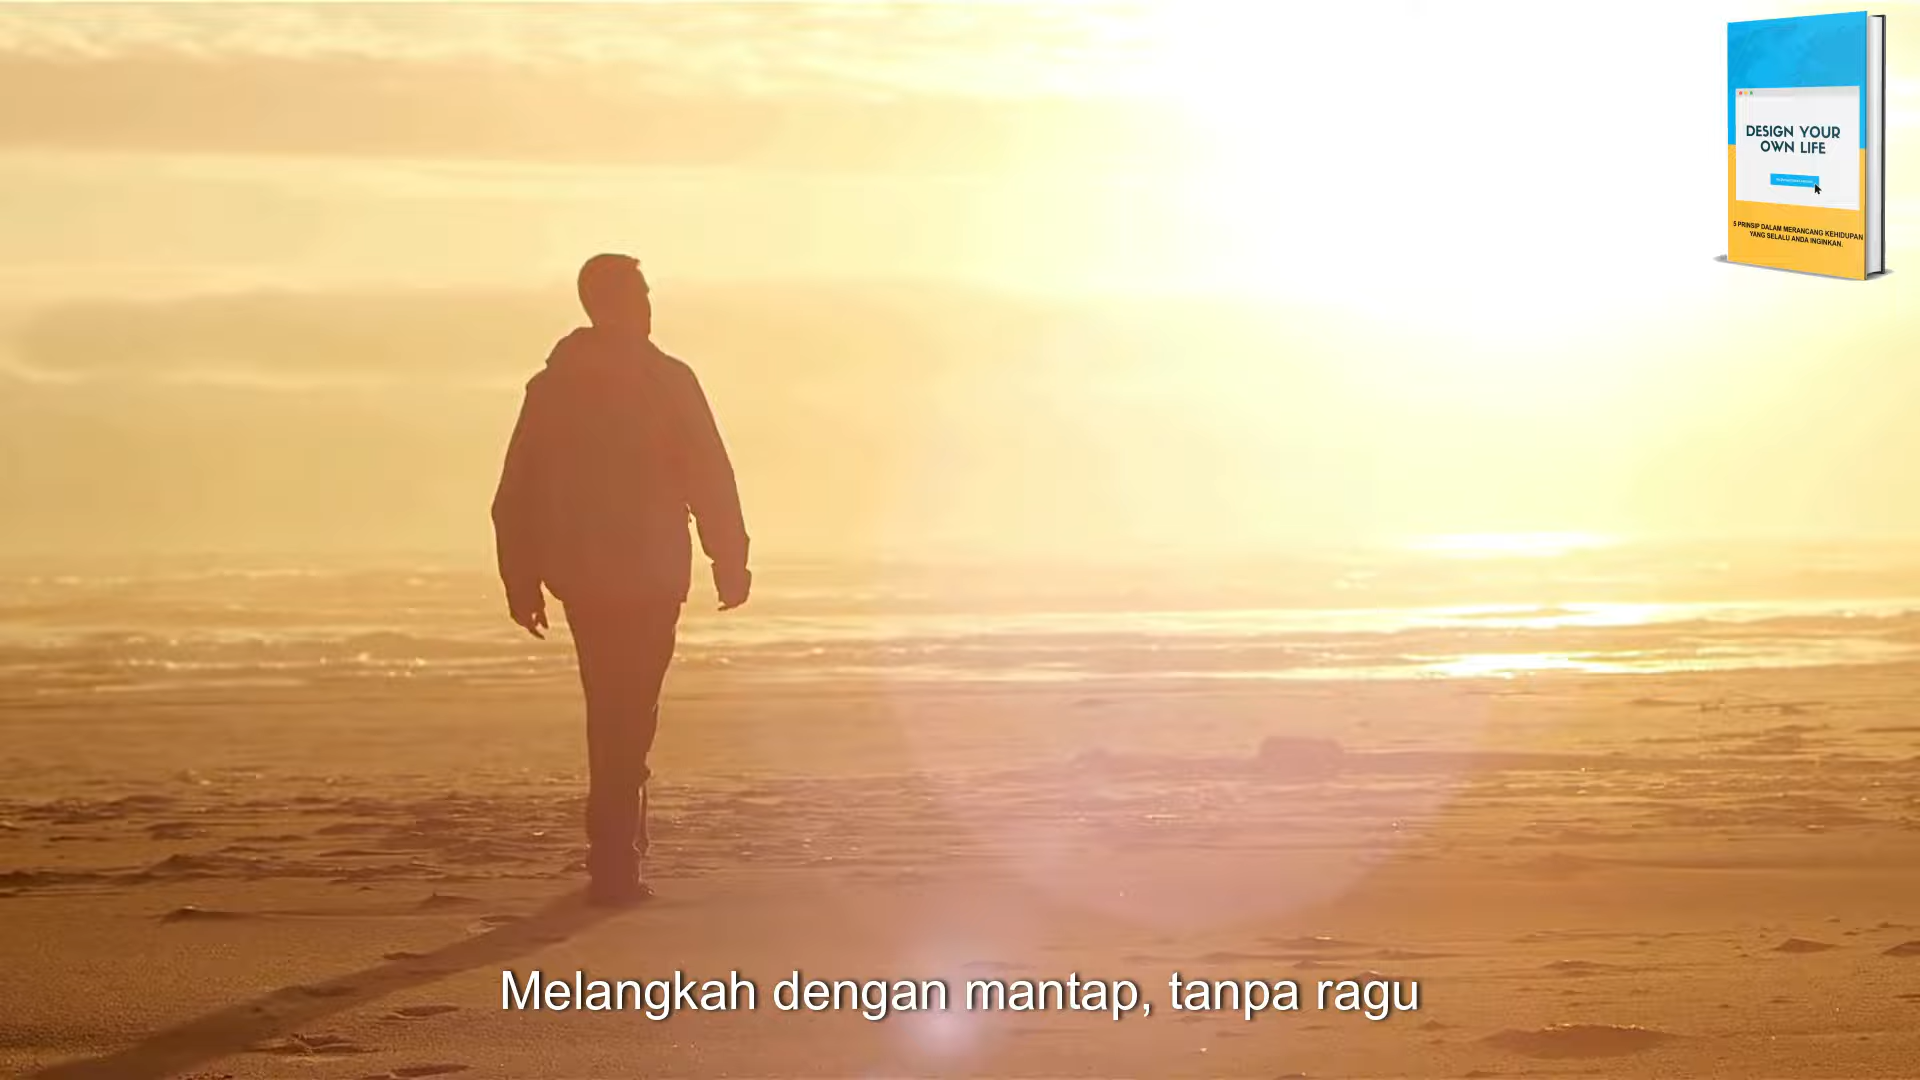 DESIGN YOUR
OWN LIFE
5 PRINSIP DALAM MERANCANG KEHIDUPAN
YANG SELALU ANDA INGINKAN.
Melangkah dengan mantap, tanpa ragu